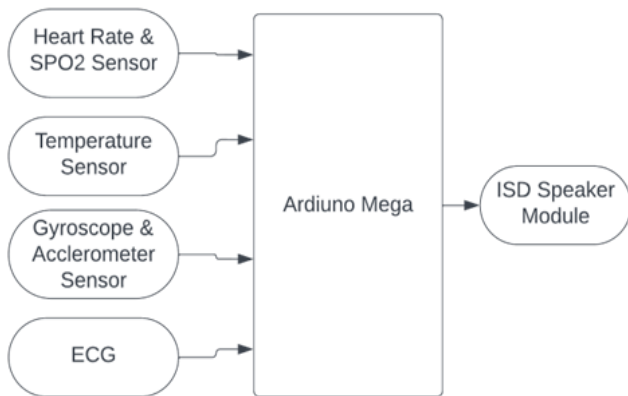 Heart Rate &
SPO2 Sensor
Temperature
Sensor
Gyroscope &
Acclerometer
Sensor
ECG
Ardiuno Mega
ISD Speaker
Module